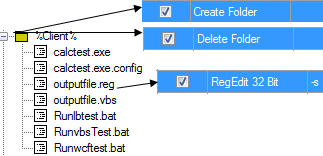 Create Folder
%Client%
Delete Folder
calctest.exe
calctest.exe.config
outputfile.reg
RegEdit 32 Bit -s
outputfile.vbs
Runlbtest.bat
RunvbsTest.bat
Runwcftest.bat